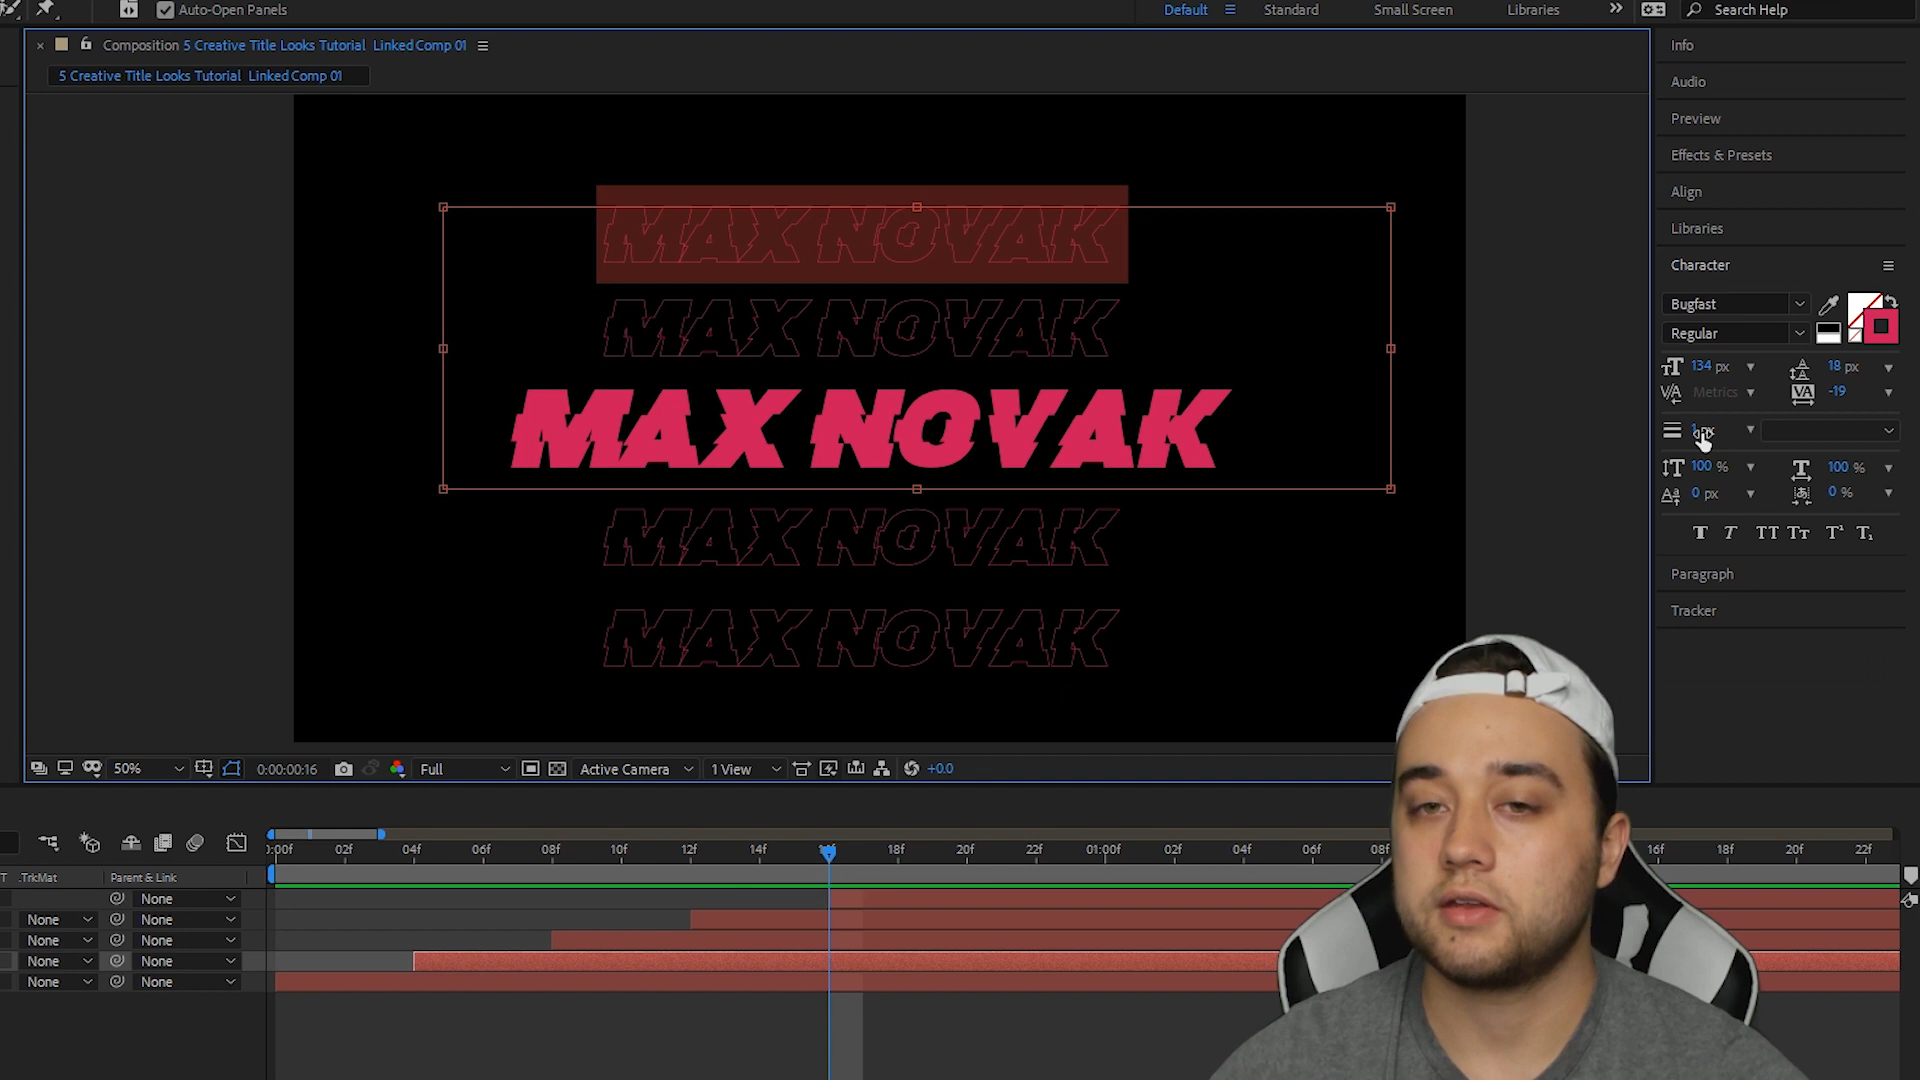 Auto-Open Panels
Default Standard Small Screen Libraries Search Help
Composition 5 Creative Title Looks Tutorial Linked Comp 01
5 Creative Title Looks Tutorial Linked Comp 01
MAX NOVAK
MAX NOVAK
MAX NOVAK
MAX NOVAK
MAX NOVAK
50% 0:00:00:16 Full Active Camera 1 View +0.0
Info
Audio
Preview
Effects & Presets
Align
Libraries
Character
Bugfast
Regular
134 px 18 px
Metrics -19
px
100 % 100 %
0 px 0 %
T T TT Tт T¹ T₁
Paragraph
Tracker
:00f 02f 04f 06f 08f 10f 12f 14f 18f 20f 22f 01:00f 02f 04f 06f 08f 16f 18f 20f 22f
T .TrkMat Parent & Link
None
None None
None None
None None
None None